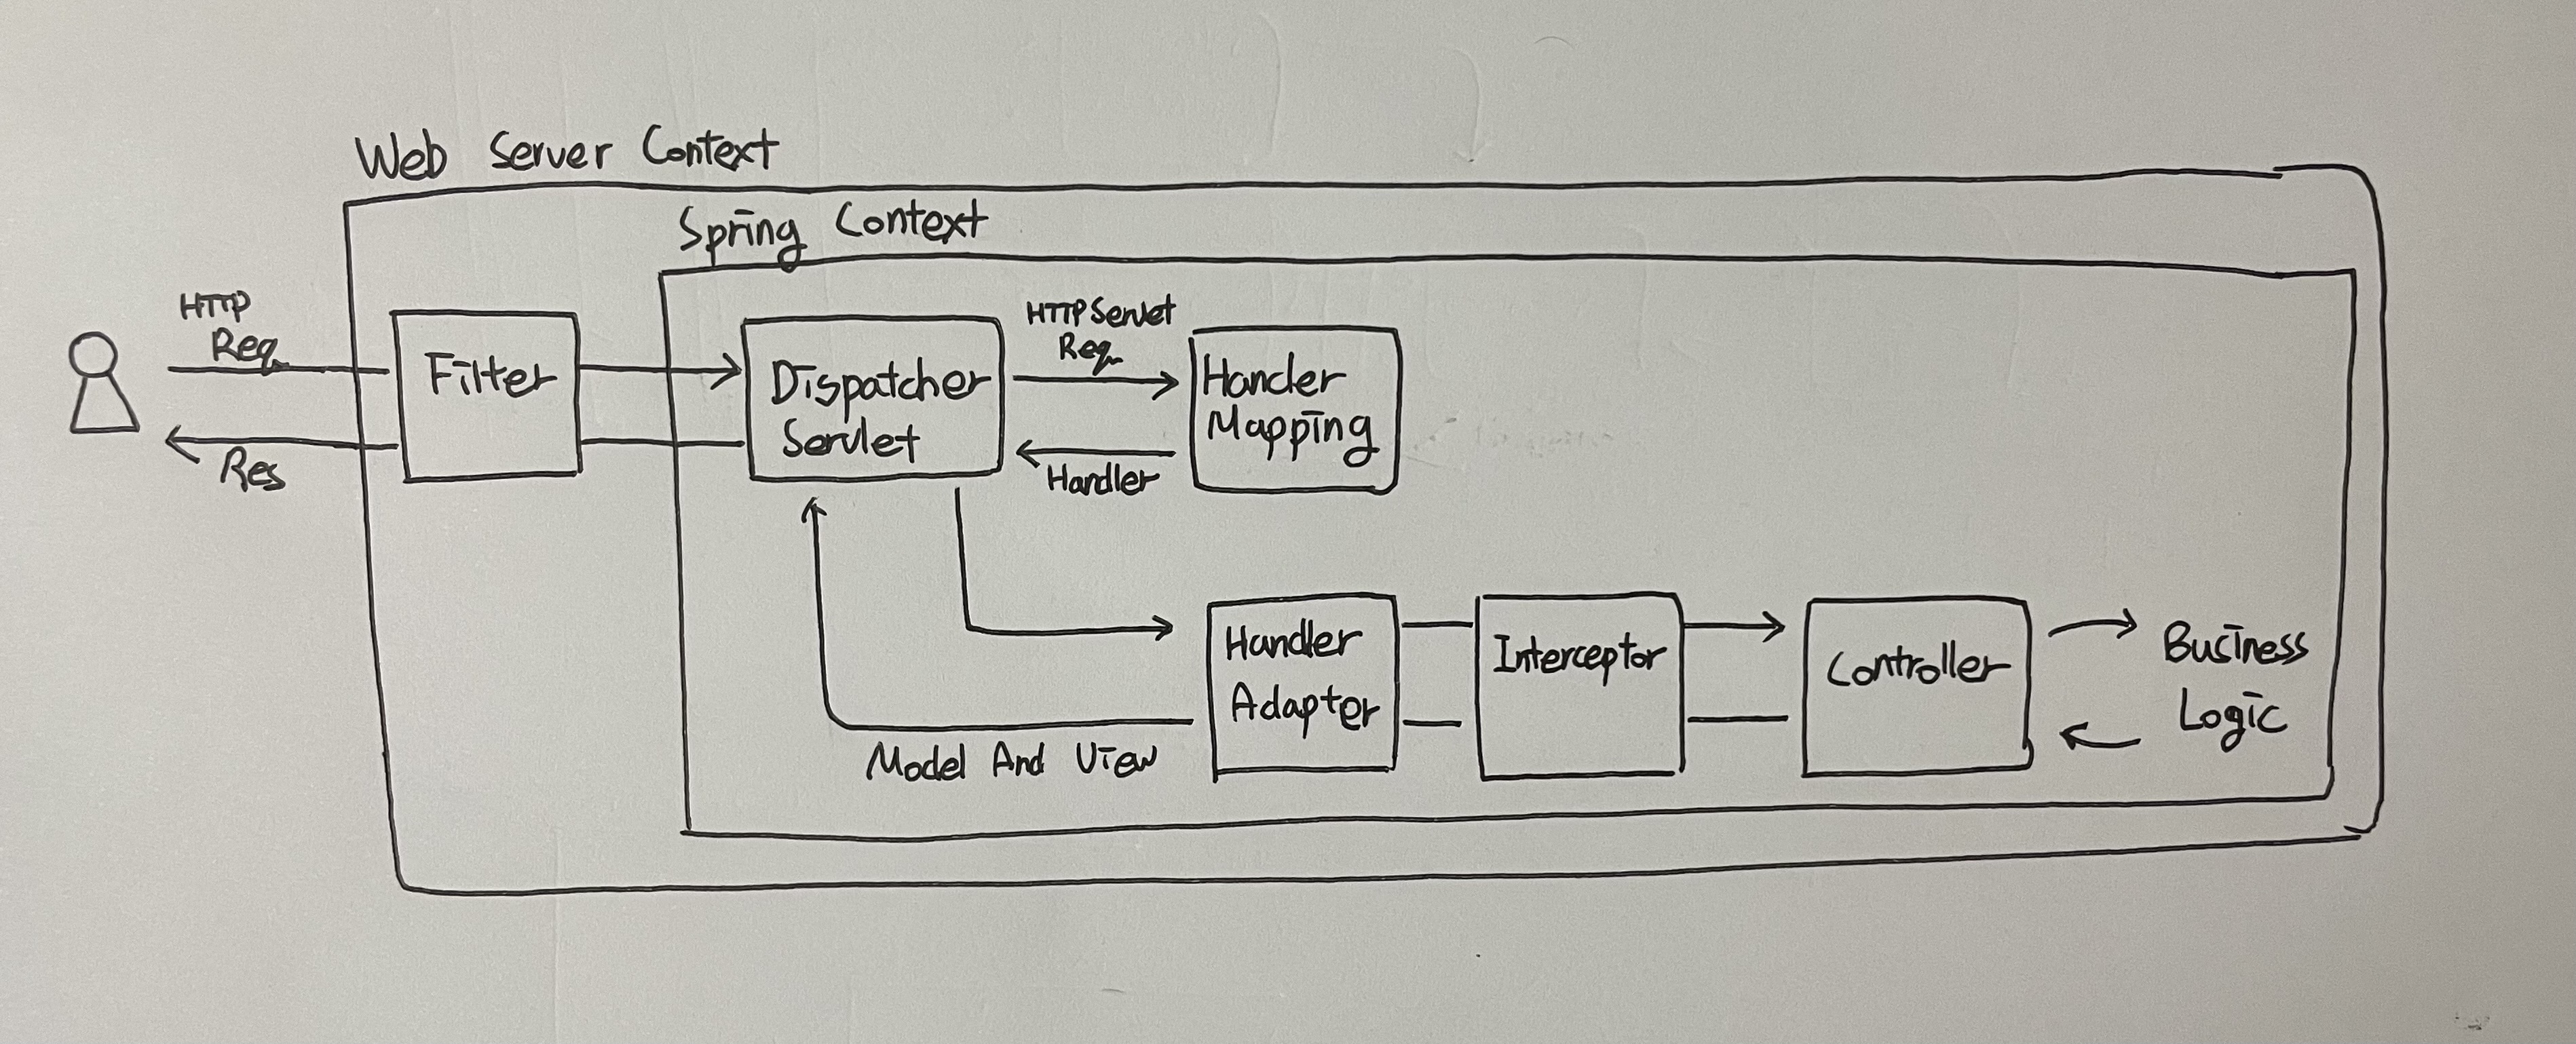 Web Server Context
Spring Context
HTTP
Req
Res
Filter
Dispatcher
Servlet
HTTP Servlet
Req
Handler
Handler
Mapping
Model And View
Handler
Adapter
Interceptor
Controller
Business
Logic